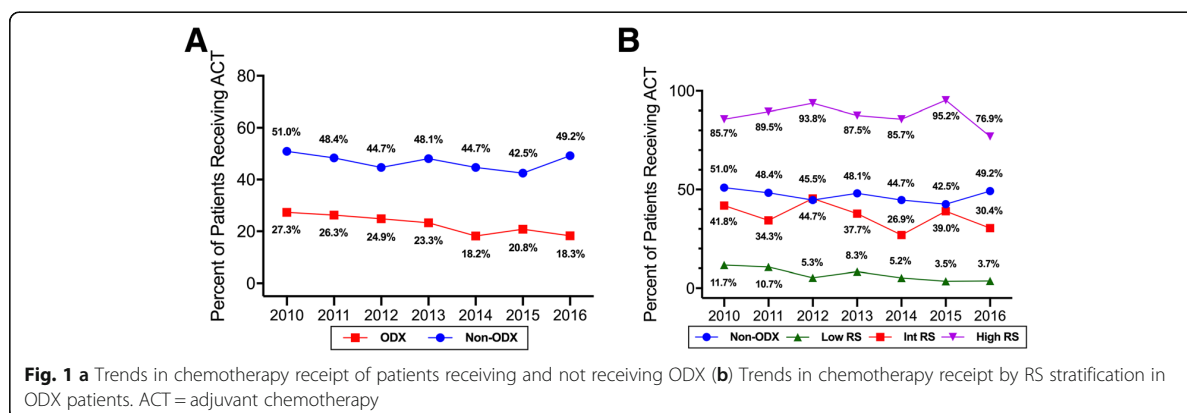 A
Percent of Patients Receiving ACT
80
60
40
20
0
51.0% 48.4% 44.7% 48.1% 44.7% 42.5% 49.2%
27.3% 26.3% 24.9% 23.3% 18.2% 20.8% 18.3%
2010 2011 2012 2013 2014 2015 2016
ODX Non-ODX
B
Percent of Patients Receiving ACT
100
50
0
85.7% 89.5% 93.8% 87.5% 85.7% 95.2% 76.9%
51.0% 48.4% 45.5% 48.1% 44.7% 42.5% 49.2%
41.8% 34.3% 44.7% 37.7% 26.9% 39.0% 30.4%
11.7% 10.7% 5.3% 8.3% 5.2% 3.5% 3.7%
2010 2011 2012 2013 2014 2015 2016
Non-ODX Low RS Int RS High RS
Fig. 1 a Trends in chemotherapy receipt of patients receiving and not receiving ODX (b) Trends in chemotherapy receipt by RS stratification in
ODX patients. ACT = adjuvant chemotherapy